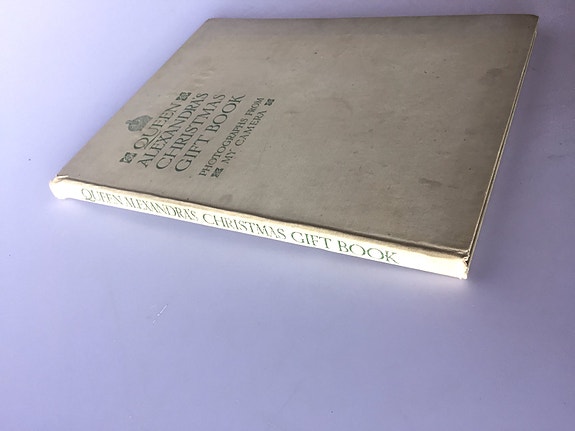 QUEEN
ALEXANDRA'S
CHRISTMAS
GIFT BOOK
PHOTOGRAPHS FROM
MY CAMERA
QUEEN ALEXANDRA'S CHRISTMAS GIFT BOOK